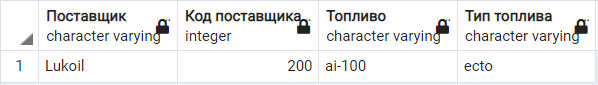 Поставщик Код поставщика Топливо Тип топлива
character varying integer character varying character varying
1 Lukoil 200 ai-100 ecto